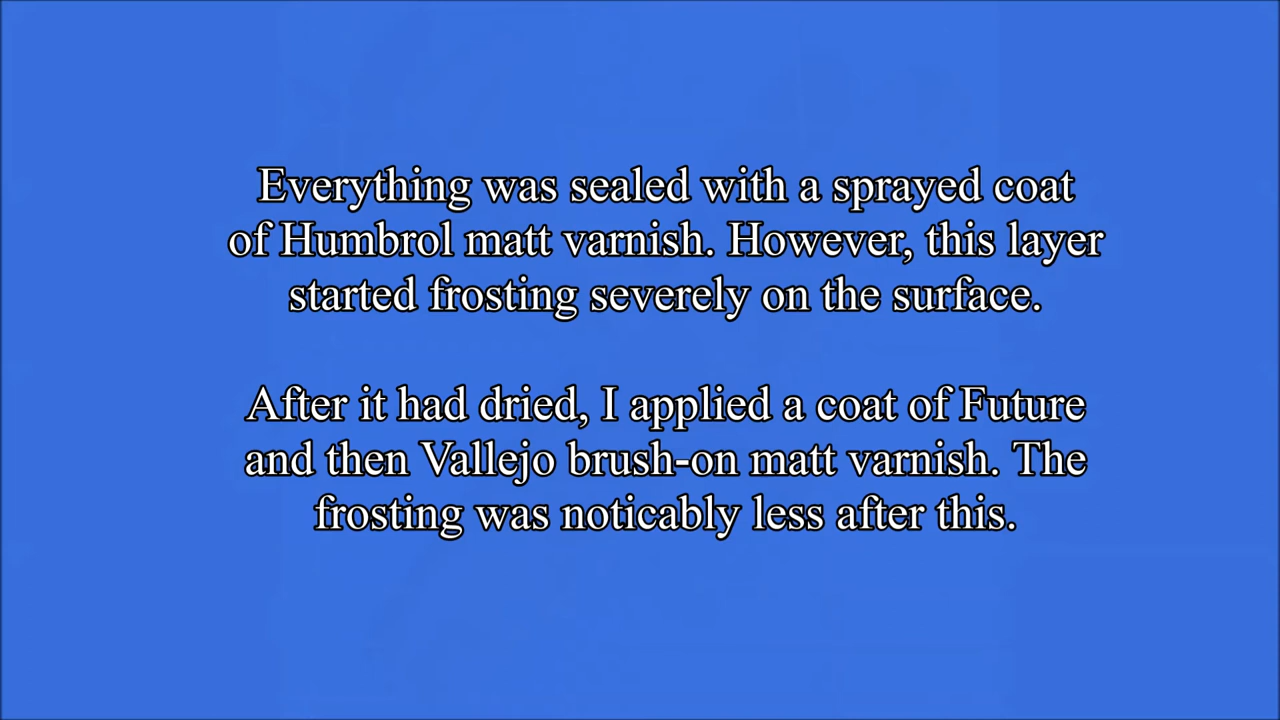 Everything was sealed with a sprayed coat
of Humbrol matt varnish. However, this layer
started frosting severely on the surface.
After it had dried, I applied a coat of Future
and then Vallejo brush-on matt varnish. The
frosting was noticably less after this.